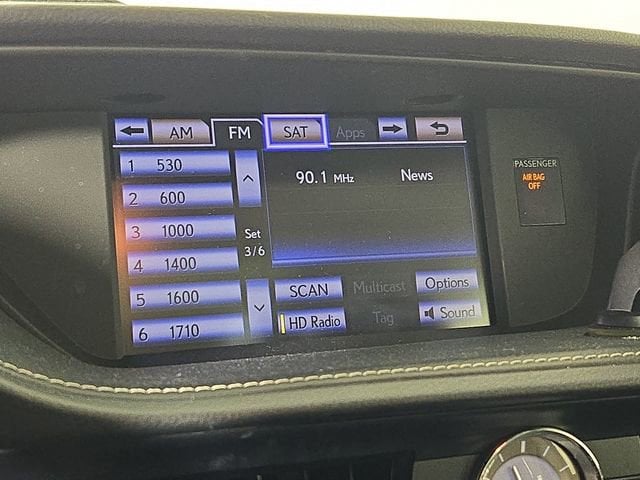 AM FM SAT Apps
1 530
2 600
3 1000
4 1400
5 1600
6 1710
Set
3/6
90.1 MHz News
SCAN Multicast Options
HD Radio Tag Sound
PASSENGER
AIR BAG
OFF